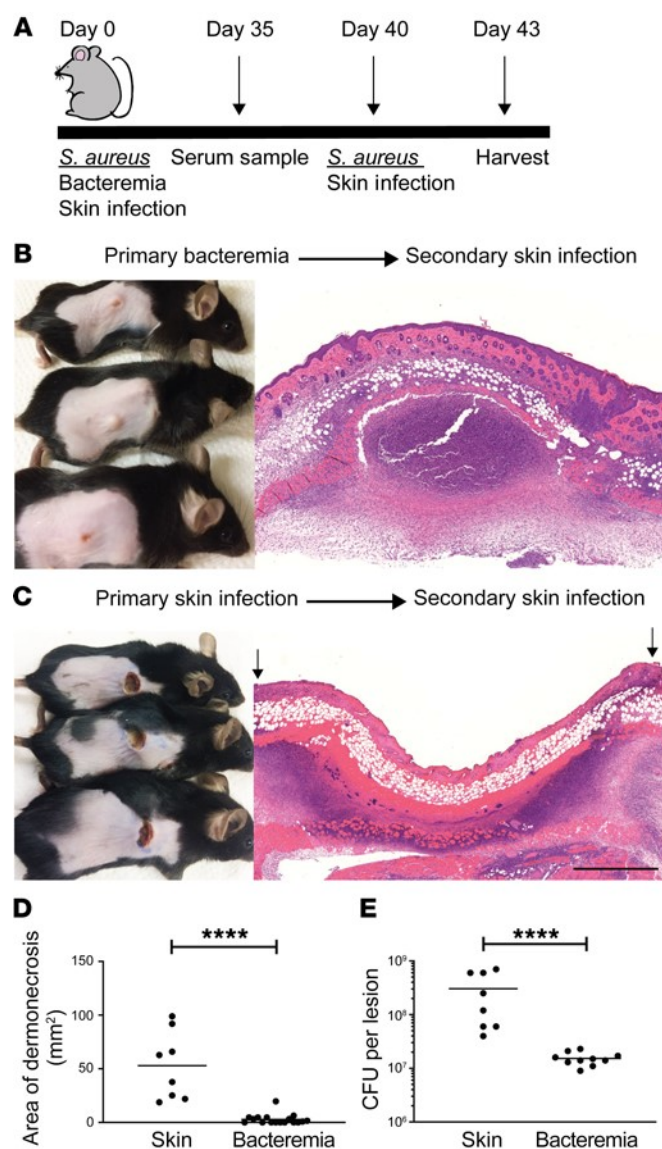 A
Day 0 Day 35 Day 40 Day 43
S. aureus Serum sample S. aureus Harvest
Bacteremia Skin infection
Skin infection
B
Primary bacteremia Secondary skin infection
C
Primary skin infection Secondary skin infection
D
****
Area of dermonecrosis
(mm²)
150
100
50
0
Skin Bacteremia
E
****
CFU per lesion
10⁹
10⁸
10⁷
10⁶
Skin Bacteremia